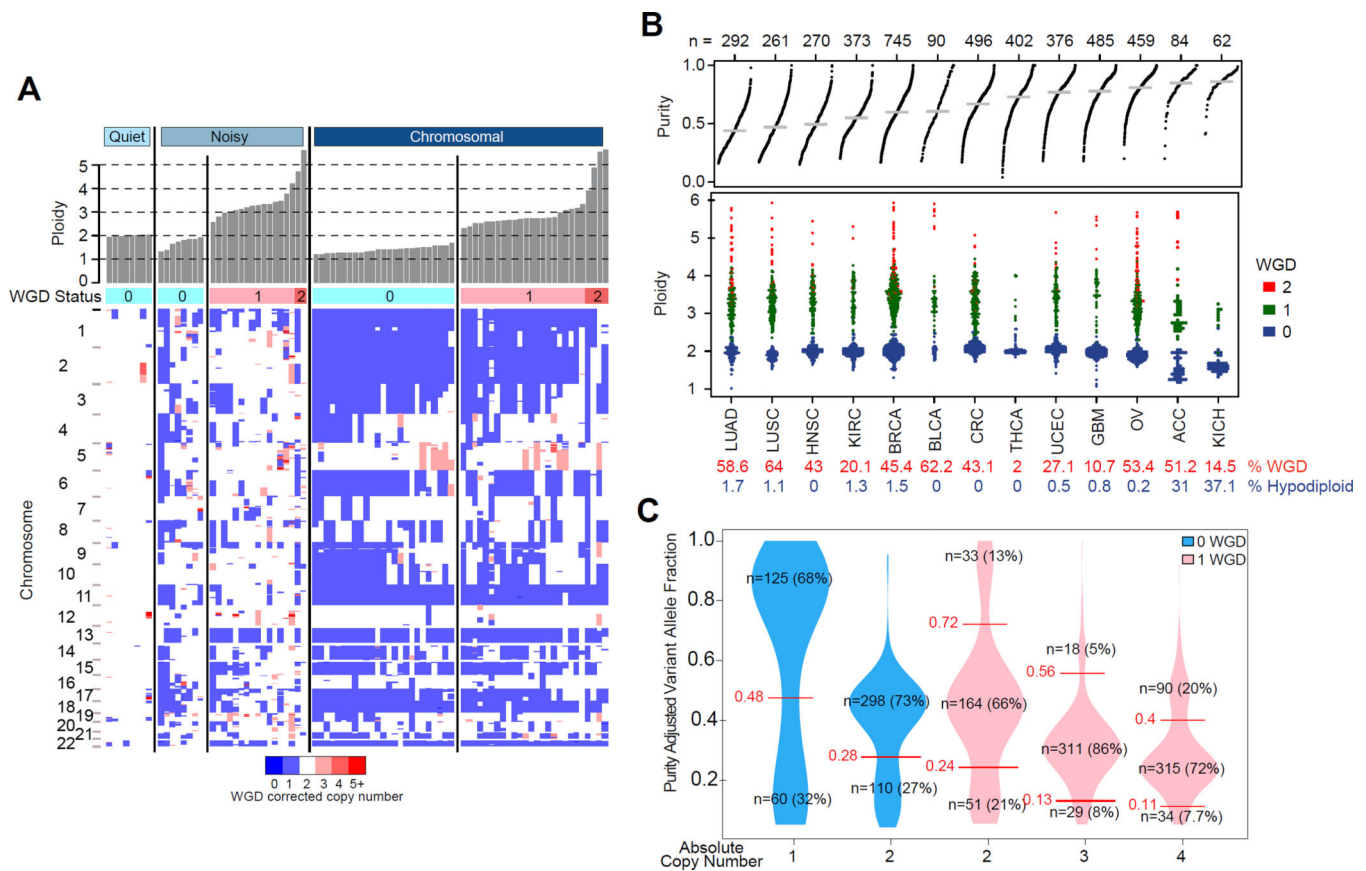 A
Quiet Noisy Chromosomal
Ploidy
5
4
3
2
1
0
WGD Status 0 0 1 2 0 1 2
Chromosome
1
2
3
4
5
6
7
8
9
10
11
12
13
14
15
16
17
18
19
20
21
22
0 1 2 3 4 5+
WGD corrected copy number
B
n = 292 261 270 373 745 90 496 402 376 485 459 84 62
Purity
1.0
0.5
0.0
Ploidy
6
5
4
3
2
1
WGD
2
1
0
LUAD LUSC HNSC KIRC BRCA BLCA CRC THCA UCEC GBM OV ACC KICH
58.6 64 43 20.1 45.4 62.2 43.1 2 27.1 10.7 53.4 51.2 14.5 % WGD
1.7 1.1 0 1.3 1.5 0 0 0 0.5 0.8 0.2 31 37.1 % Hypodiploid
C
Purity Adjusted Variant Allele Fraction
1.0
0.8
0.6
0.4
0.2
0 WGD
1 WGD
n=125 (68%)
0.48
n=60 (32%)
n=298 (73%)
0.28
n=110 (27%)
n=33 (13%)
0.72
n=164 (66%)
0.24
n=51 (21%)
n=18 (5%)
0.56
n=311 (86%)
0.13
n=29 (8%)
n=90 (20%)
0.4
n=315 (72%)
0.11
n=34 (7.7%)
Absolute
Copy Number
1 2 2 3 4